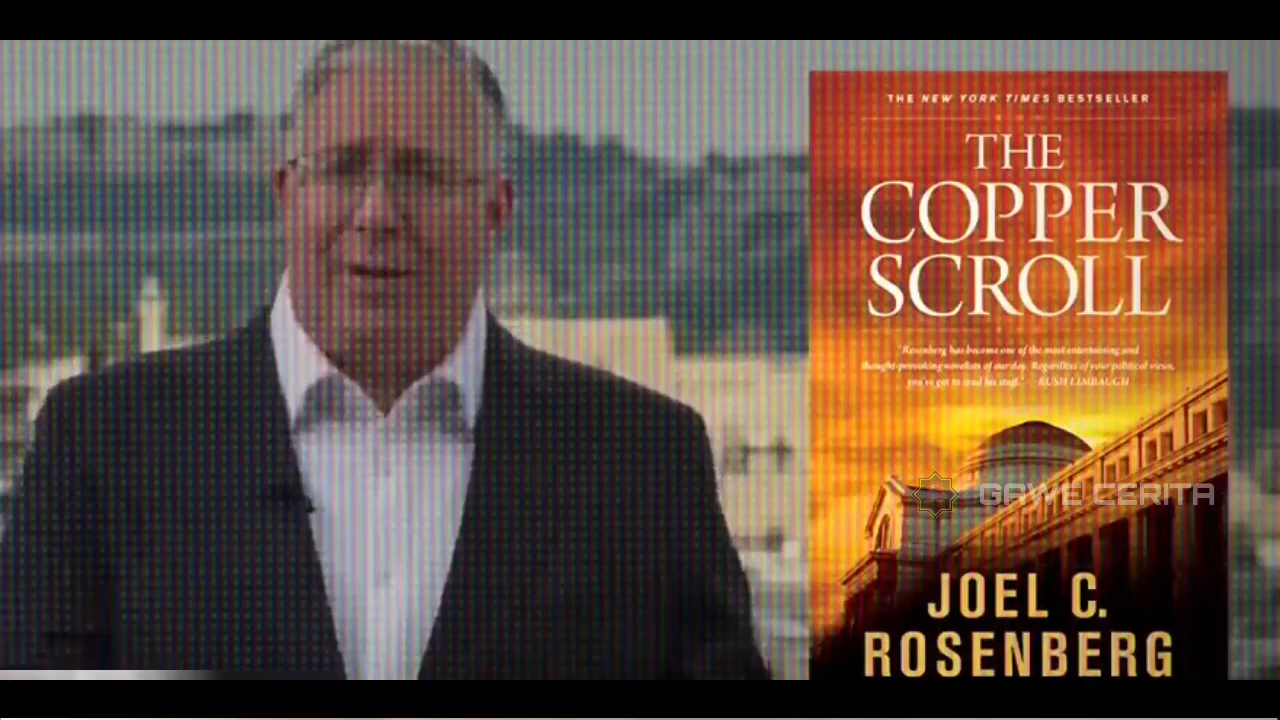 THE NEW YORK TIMES BESTSELLER
THE
COPPER
SCROLL
"Rosenberg has become one of the most entertaining and
thought-provoking novelists of our day. Regardless of your political views,
you've got to read his stuff." —RUSH LIMBAUGH
GAWE CERITA
JOEL C.
ROSENBERG